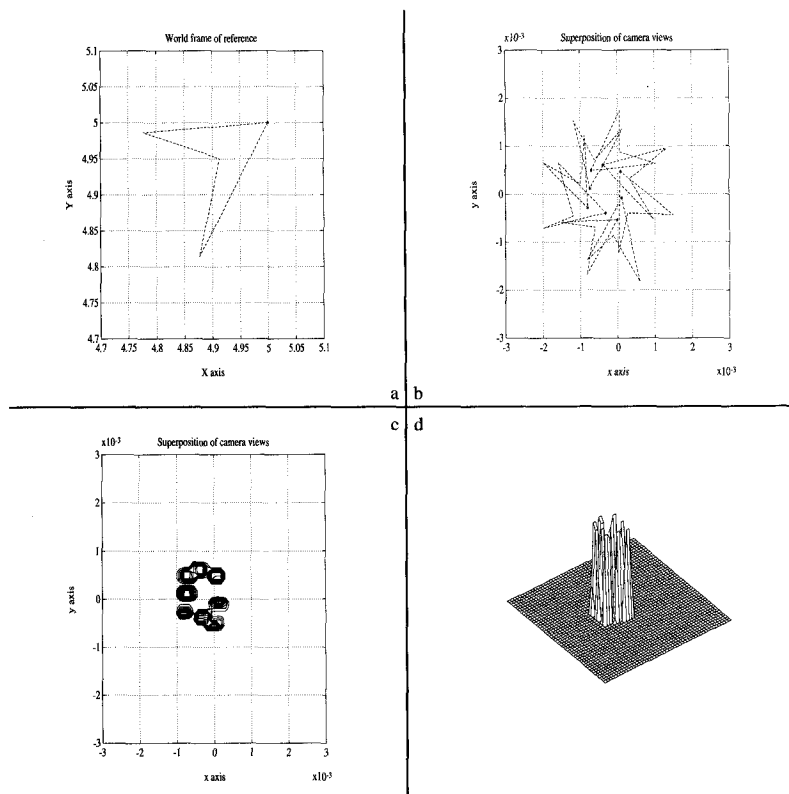 World frame of reference
5.1
5.05
5
4.95
4.9
4.85
4.8
4.75
4.7
Y axis
4.7 4.75 4.8 4.85 4.9 4.95 5 5.05 5.1
X axis
x10-3 Superposition of camera views
3
2
1
0
-1
-2
-3
y axis
-3 -2 -1 0 1 2 3
x axis x10-3
a b
c d
x10-3 Superposition of camera views
3
2
1
0
-1
-2
-3
y axis
-3 -2 -1 0 1 2 3
x axis x10-3